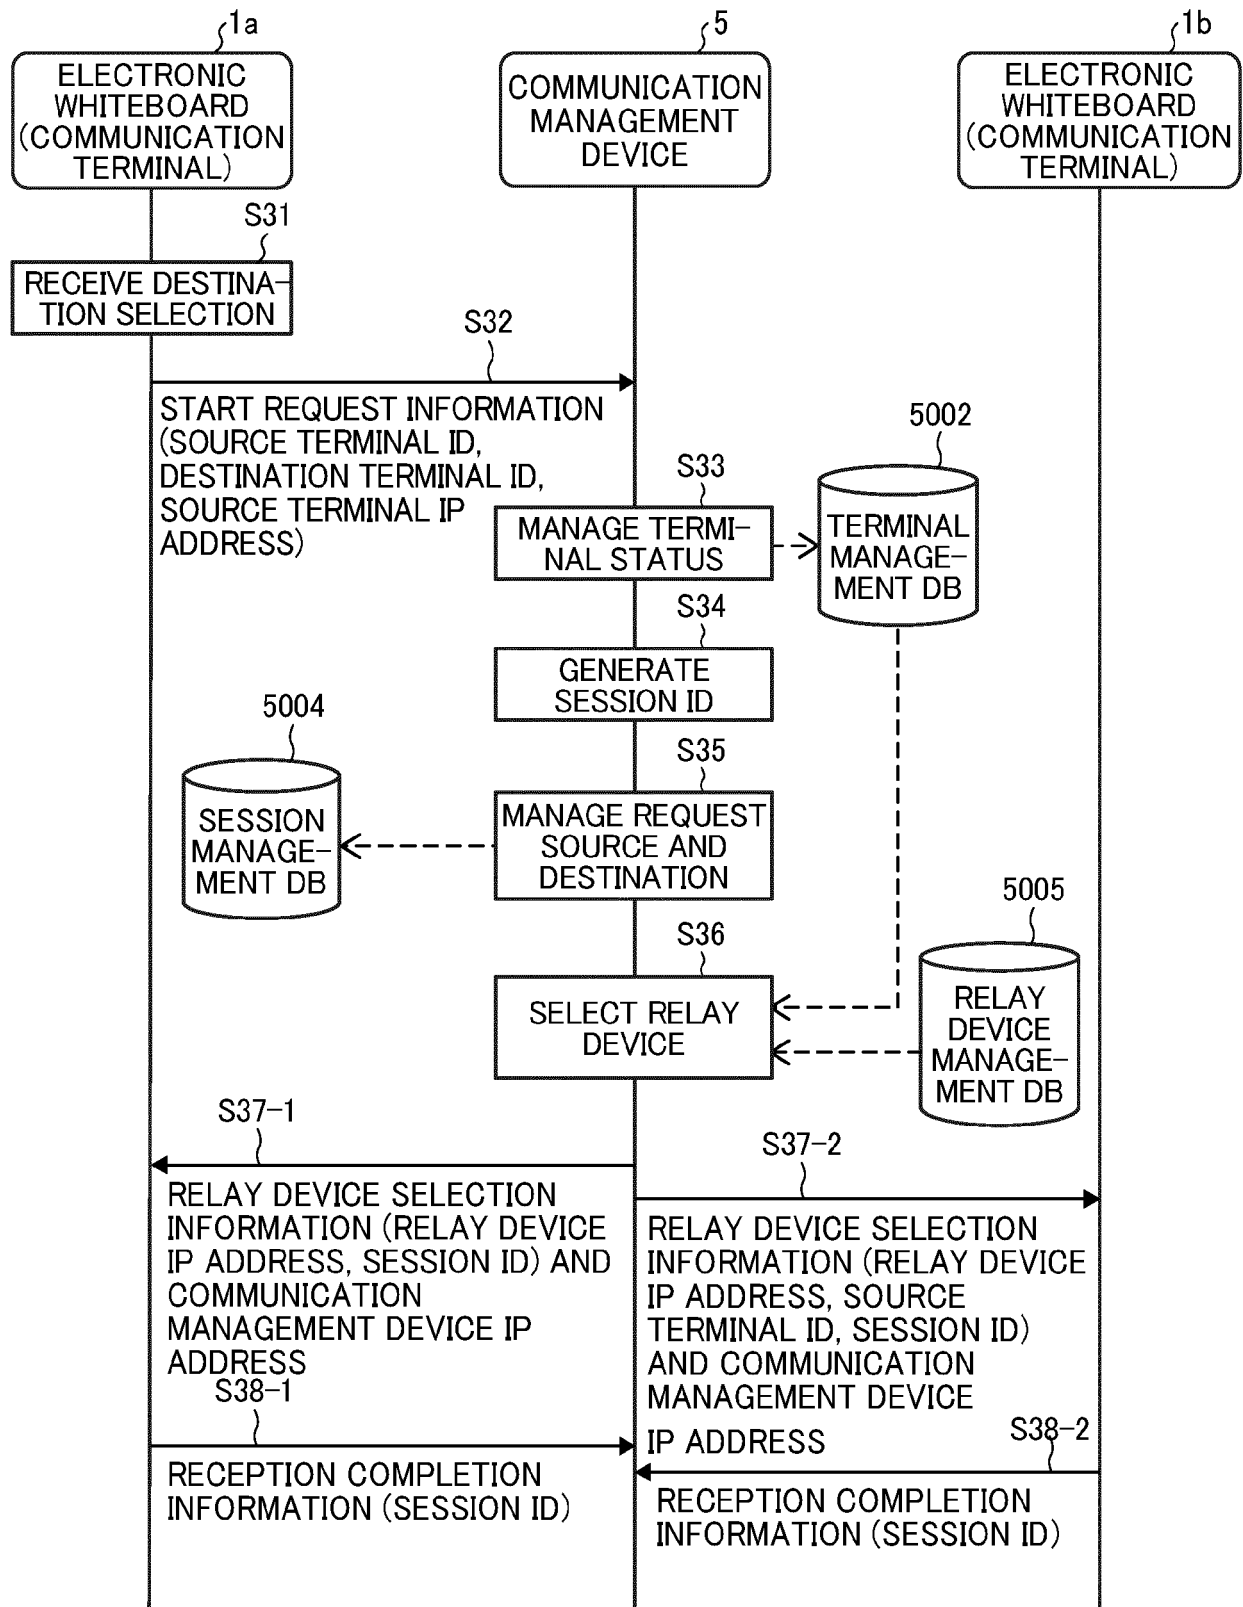 1a
5
1b
ELECTRONIC
WHITEBOARD
(COMMUNICATION
TERMINAL)
COMMUNICATION
MANAGEMENT
DEVICE
ELECTRONIC
WHITEBOARD
(COMMUNICATION
TERMINAL)
S31
RECEIVE DESTINA-
TION SELECTION
S32
START REQUEST INFORMATION
(SOURCE TERMINAL ID,
DESTINATION TERMINAL ID,
SOURCE TERMINAL IP
ADDRESS)
S33
MANAGE TERMI-
NAL STATUS
5002
TERMINAL
MANAGE-
MENT DB
S34
GENERATE
SESSION ID
5004
SESSION
MANAGE-
MENT DB
S35
MANAGE REQUEST
SOURCE AND
DESTINATION
S36
SELECT RELAY
DEVICE
5005
RELAY
DEVICE
MANAGE-
MENT DB
S37-1
RELAY DEVICE SELECTION
INFORMATION (RELAY DEVICE
IP ADDRESS, SESSION ID) AND
COMMUNICATION
MANAGEMENT DEVICE IP
ADDRESS
S37-2
RELAY DEVICE SELECTION
INFORMATION (RELAY DEVICE
IP ADDRESS, SOURCE
TERMINAL ID, SESSION ID)
AND COMMUNICATION
MANAGEMENT DEVICE
IP ADDRESS
S38-1
RECEPTION COMPLETION
INFORMATION (SESSION ID)
S38-2
RECEPTION COMPLETION
INFORMATION (SESSION ID)